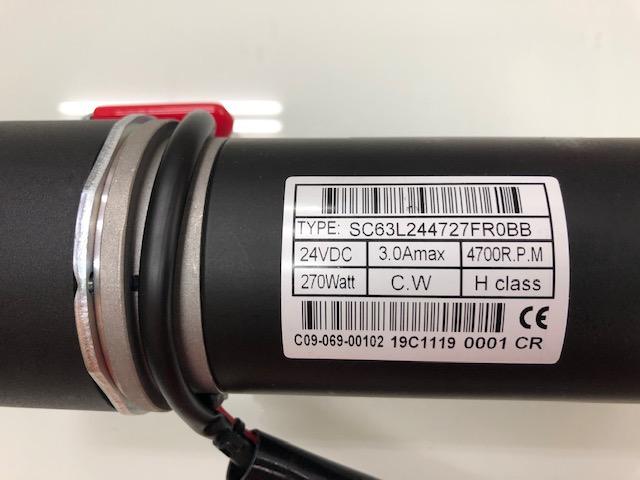 TYPE: SC63L244727FR0BB
24VDC 3.0Amax 4700R.P.M
270Watt C.W H class
CE
C09-069-00102 19C1119 0001 CR